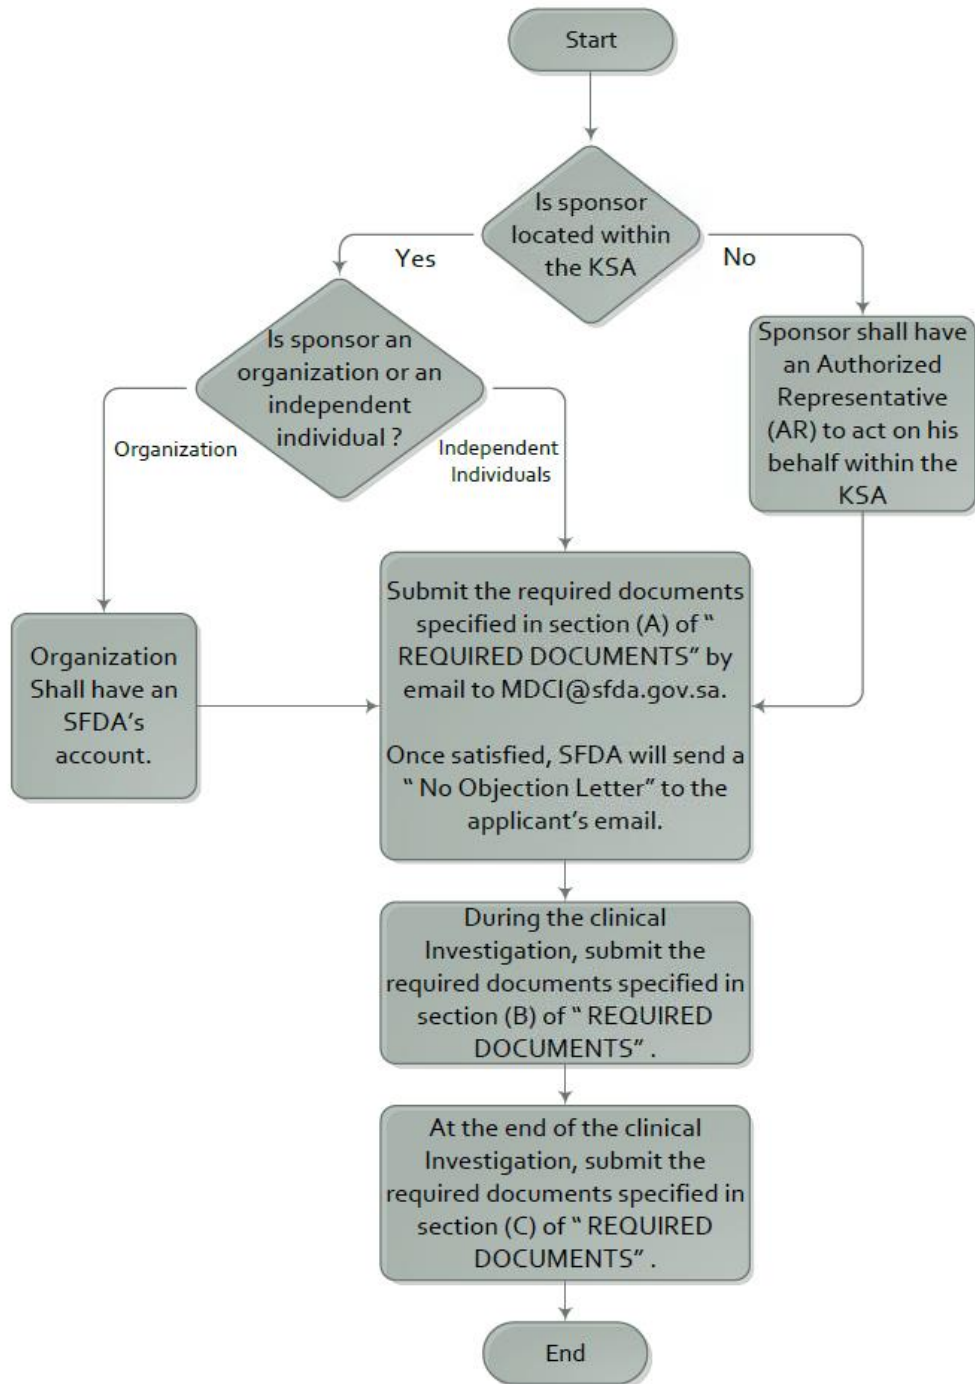 Start
Is sponsor
located within
the KSA
Yes
No
Is sponsor an
organization or an
independent
individual ?
Organization
Independent
Individuals
Sponsor shall have
an Authorized
Representative
(AR) to act on his
behalf within the
KSA
Organization
Shall have an
SFDA’s
account.
Submit the required documents
specified in section (A) of “
REQUIRED DOCUMENTS” by
email to MDCI@sfda.gov.sa.
Once satisfied, SFDA will send a
“ No Objection Letter” to the
applicant’s email.
During the clinical
Investigation, submit the
required documents specified in
section (B) of “ REQUIRED
DOCUMENTS” .
At the end of the clinical
Investigation, submit the
required documents specified in
section (C) of “ REQUIRED
DOCUMENTS” .
End